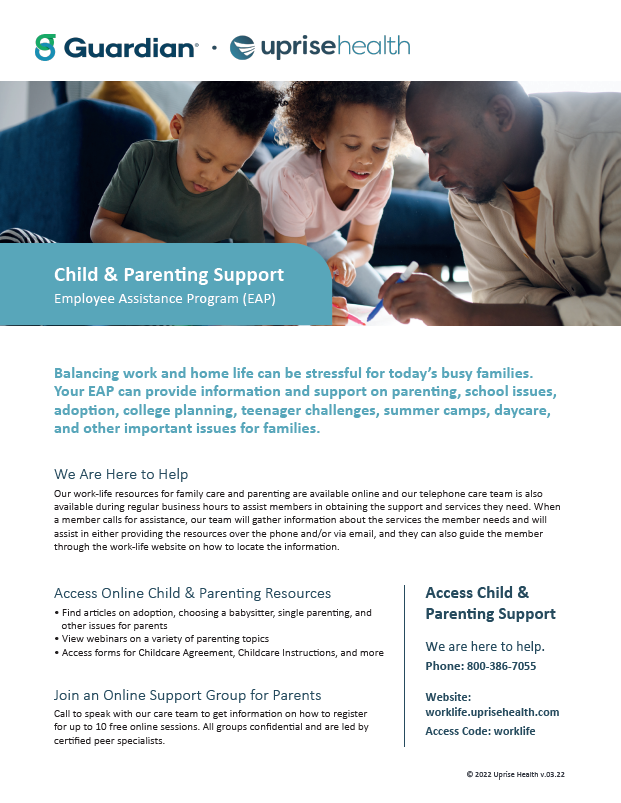 Guardian® · uprisehealth
Child & Parenting Support
Employee Assistance Program (EAP)
Balancing work and home life can be stressful for today's busy families.
Your EAP can provide information and support on parenting, school issues,
adoption, college planning, teenager challenges, summer camps, daycare,
and other important issues for families.
We Are Here to Help
Our work-life resources for family care and parenting are available online and our telephone care team is also
available during regular business hours to assist members in obtaining the support and services they need. When
a member calls for assistance, our team will gather information about the services the member needs and will
assist in either providing the resources over the phone and/or via email, and they can also guide the member
through the work-life website on how to locate the information.
Access Online Child & Parenting Resources
• Find articles on adoption, choosing a babysitter, single parenting, and
other issues for parents
• View webinars on a variety of parenting topics
• Access forms for Childcare Agreement, Childcare Instructions, and more
Join an Online Support Group for Parents
Call to speak with our care team to get information on how to register
for up to 10 free online sessions. All groups confidential and are led by
certified peer specialists.
Access Child &
Parenting Support
We are here to help.
Phone: 800-386-7055
Website:
worklife.uprisehealth.com
Access Code: worklife
© 2022 Uprise Health v.03.22